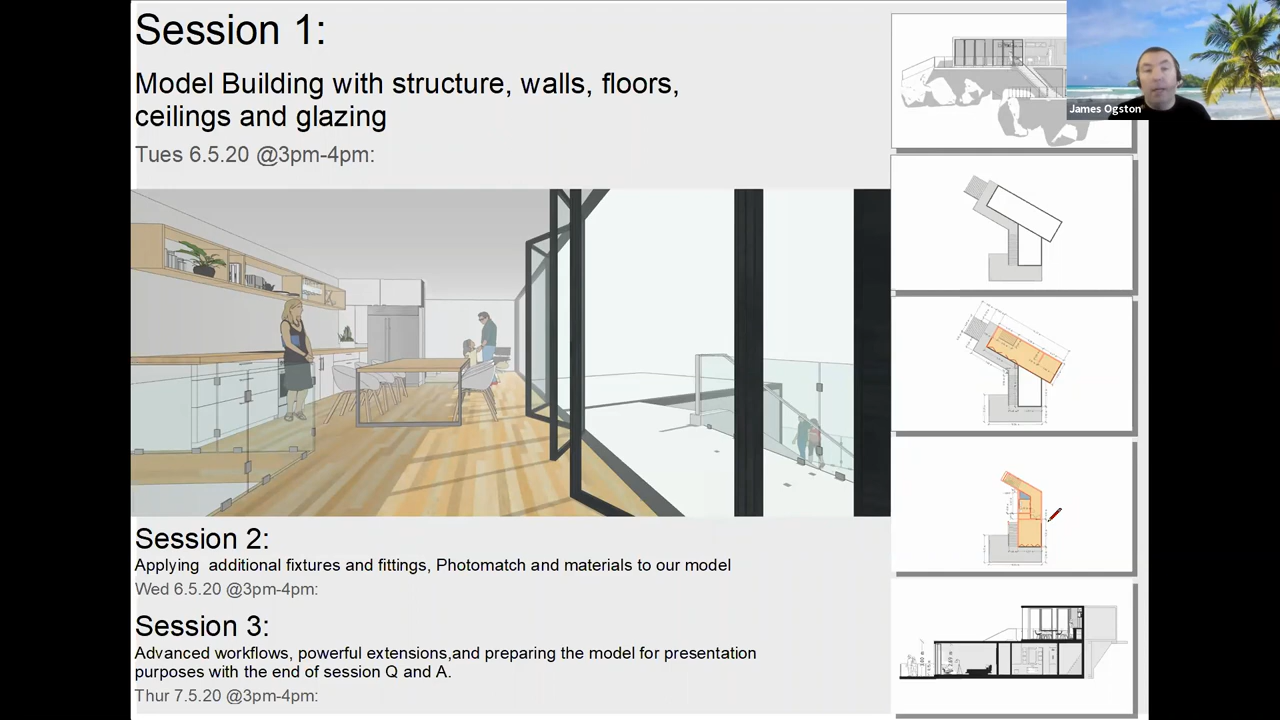 Session 1:
Model Building with structure, walls, floors,
ceilings and glazing
Tues 6.5.20 @3pm-4pm:
James Ogston
Session 2:
Applying  additional fixtures and fittings, Photomatch and materials to our model
Wed 6.5.20 @3pm-4pm:
Session 3:
Advanced workflows, powerful extensions,and preparing the model for presentation
purposes with the end of session Q and A.
Thur 7.5.20 @3pm-4pm: